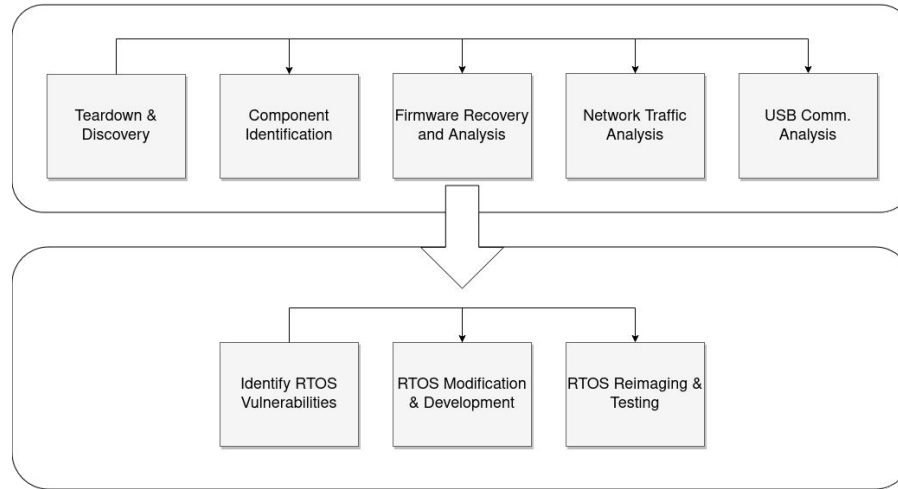 Teardown &
Discovery
Component
Identification
Firmware Recovery
and Analysis
Network Traffic
Analysis
USB Comm.
Analysis
Identify RTOS
Vulnerabilities
RTOS Modification
& Development
RTOS Reimaging &
Testing